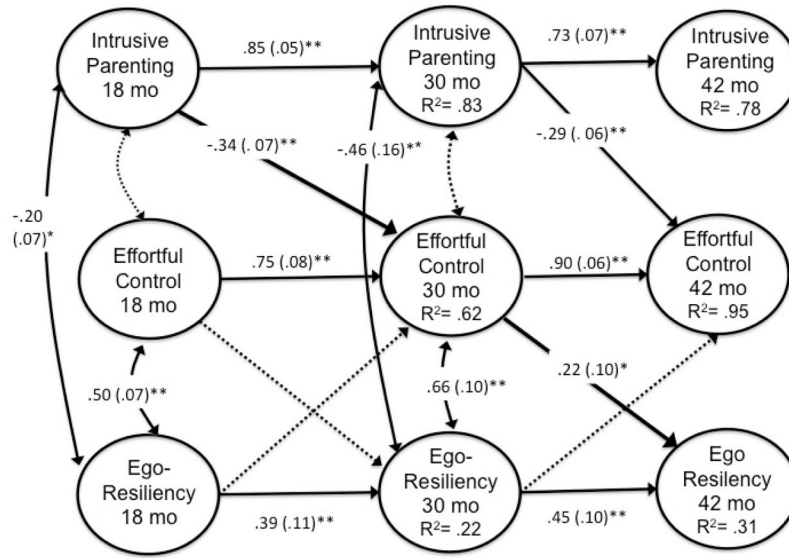 Intrusive
Parenting
18 mo
.85 (.05)**
Intrusive
Parenting
30 mo
R²= .83
.73 (.07)**
Intrusive
Parenting
42 mo
R²= .78
-.34 (. 07)**
-.46 (.16)**
-.29 (. 06)**
-.20
(.07)*
Effortful
Control
18 mo
.75 (.08)**
Effortful
Control
30 mo
R²= .62
.90 (.06)**
Effortful
Control
42 mo
R²= .95
.50 (.07)**
.66 (.10)**
.22 (.10)*
Ego-
Resiliency
18 mo
.39 (.11)**
Ego-
Resiliency
30 mo
R²= .22
.45 (.10)**
Ego
Resilency
42 mo
R²= .31